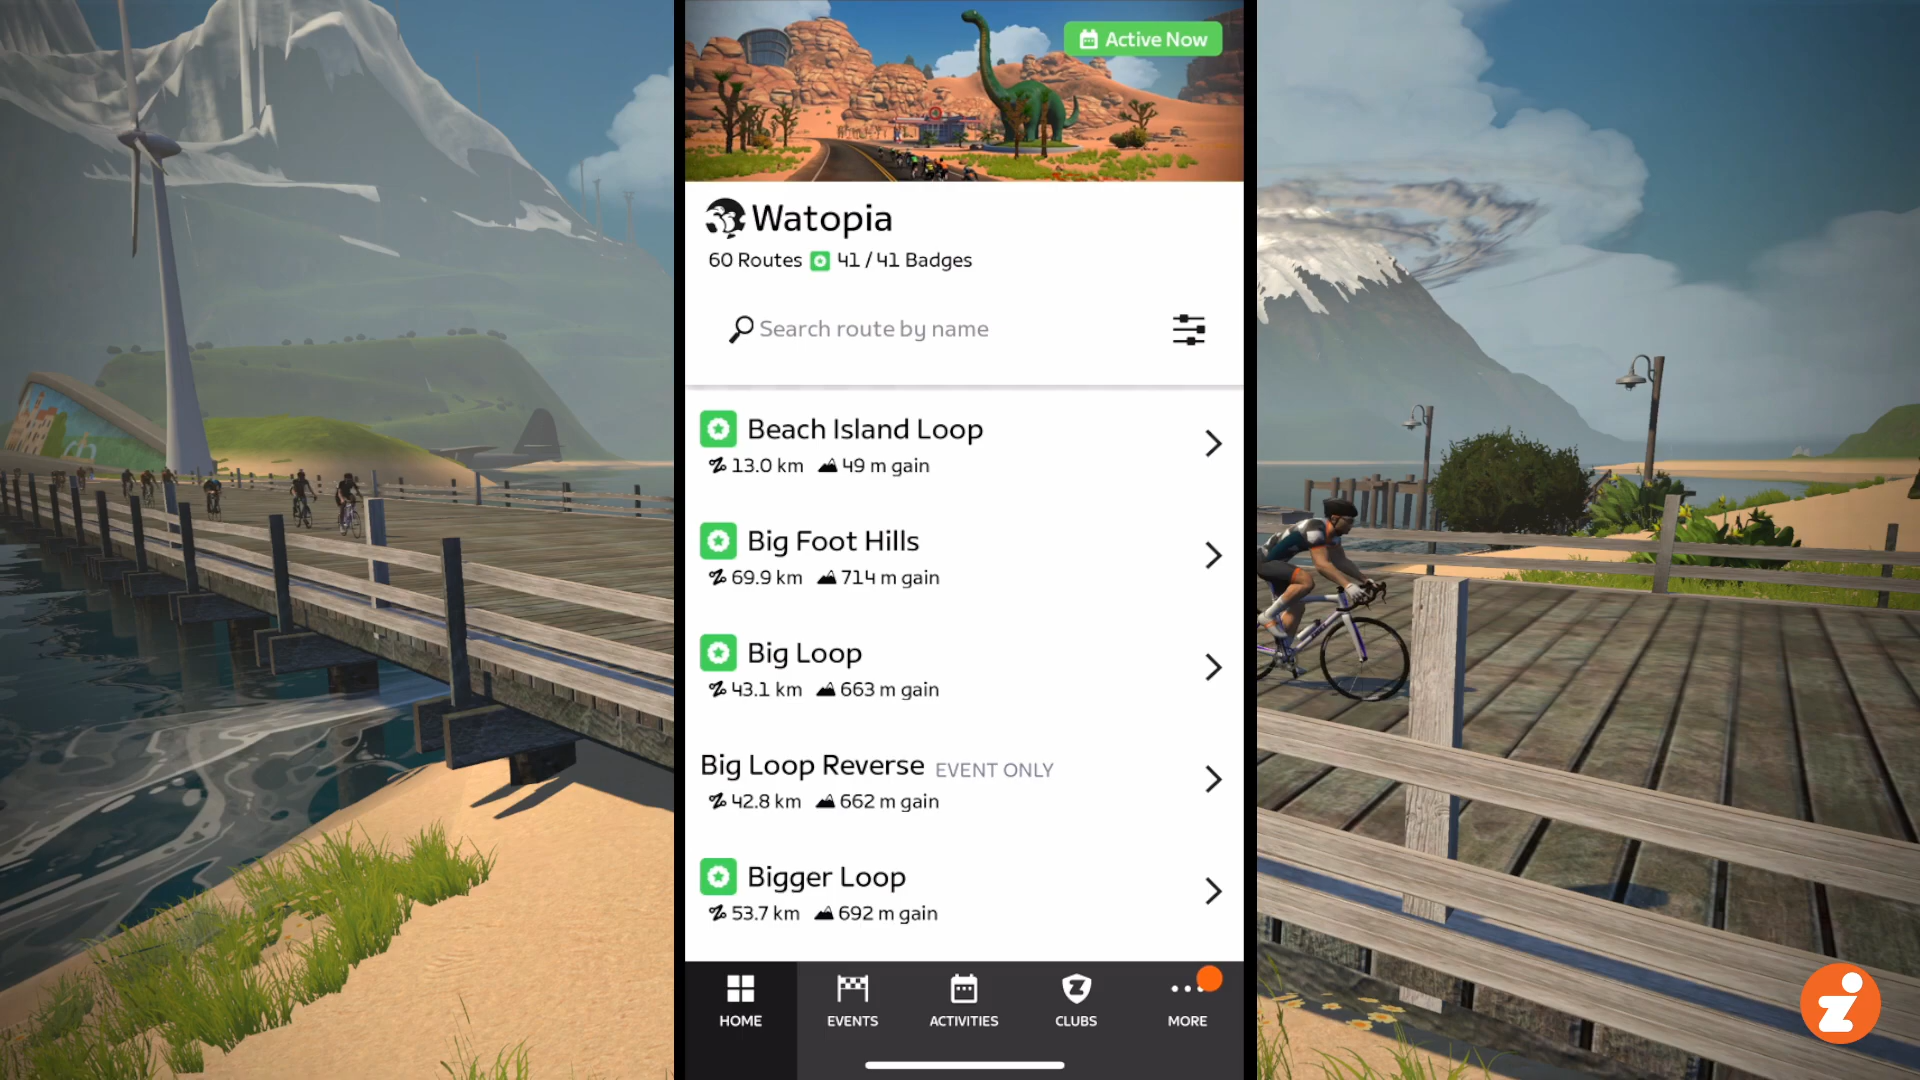 Active Now
Watopia
60 Routes 41 / 41 Badges
Search route by name
Beach Island Loop
13.0 km 49 m gain
Big Foot Hills
69.9 km 714 m gain
Big Loop
43.1 km 663 m gain
Big Loop Reverse EVENT ONLY
42.8 km 662 m gain
Bigger Loop
53.7 km 692 m gain
HOME EVENTS ACTIVITIES CLUBS MORE